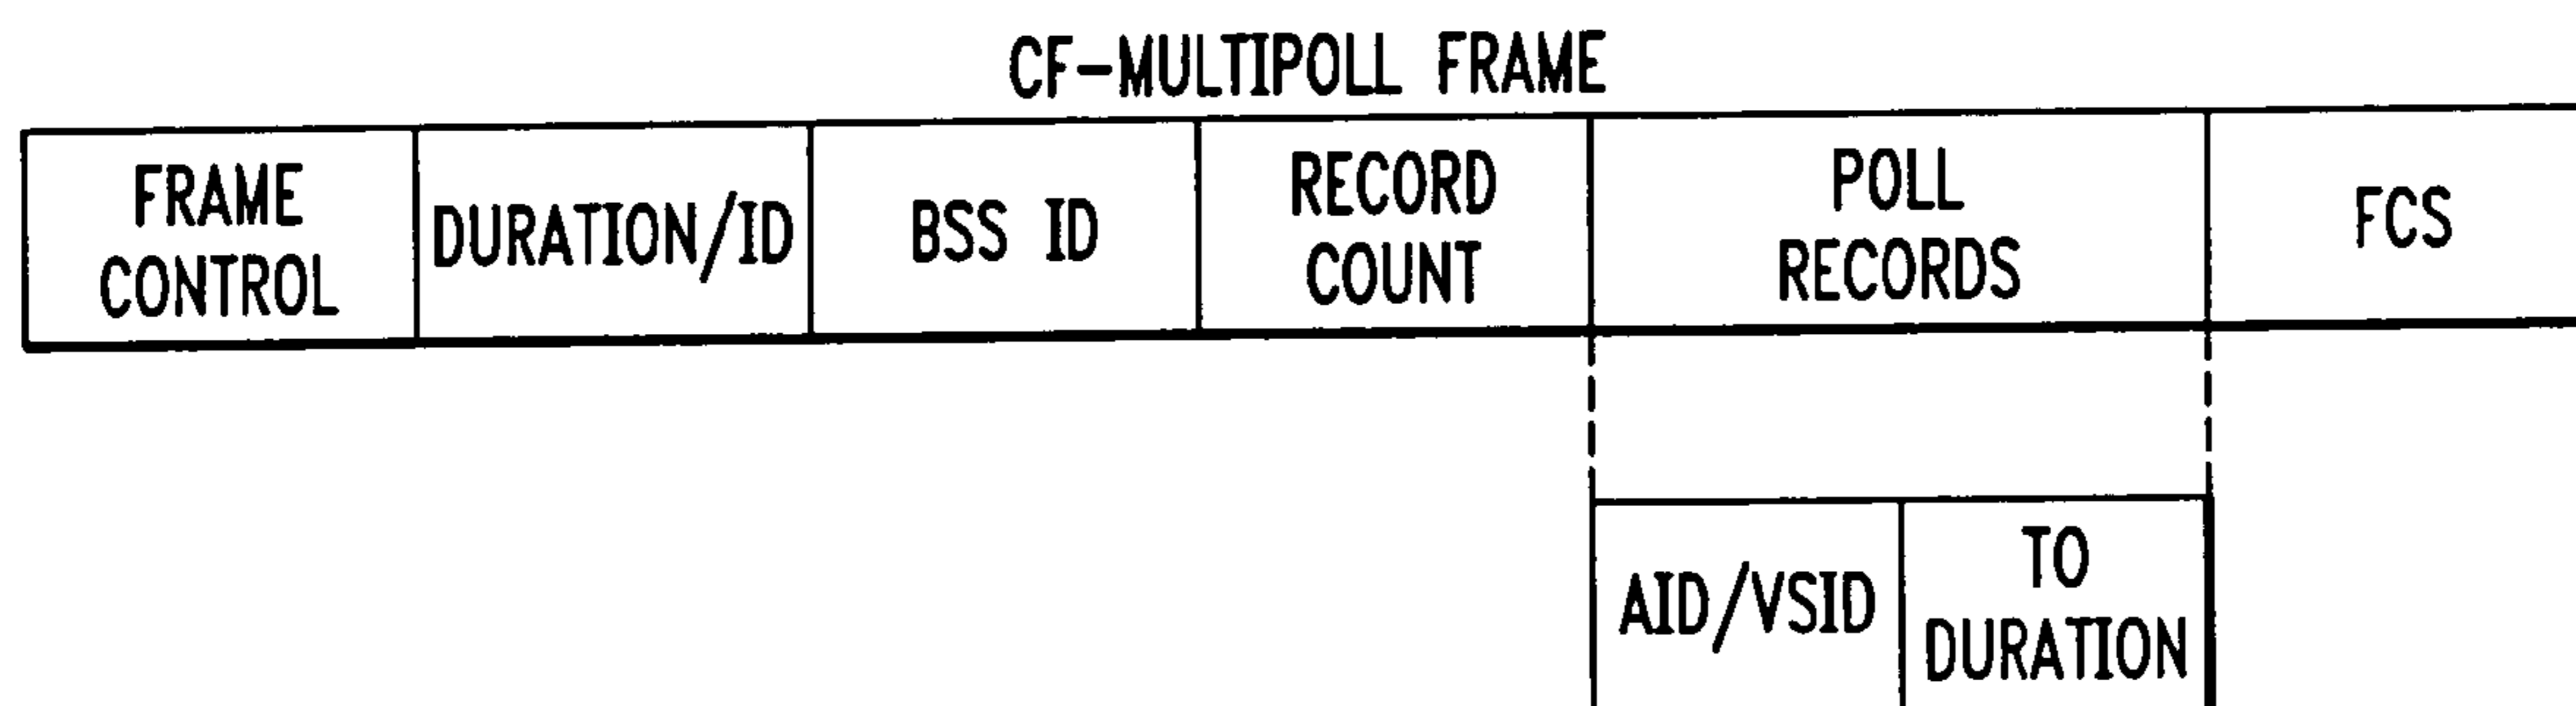 CF-MULTIPOLL FRAME
FRAME
CONTROL
DURATION/ID
BSS ID
RECORD
COUNT
POLL
RECORDS
FCS
AID/VSID
TO
DURATION